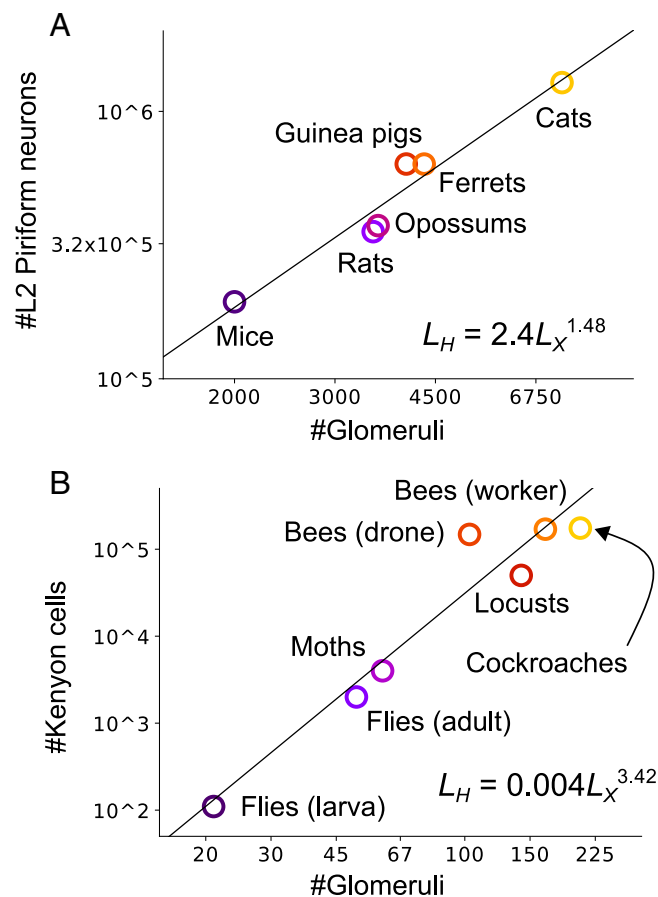 A
#L2 Piriform neurons
10^6
3.2x10^5
10^5
Guinea pigs
Cats
Ferrets
Opossums
Rats
Mice
L_H = 2.4L_X^1.48
2000 3000 4500 6750
#Glomeruli
B
#Kenyon cells
10^5
10^4
10^3
10^2
Bees (worker)
Bees (drone)
Locusts
Moths
Cockroaches
Flies (adult)
Flies (larva)
L_H = 0.004L_X^3.42
20 30 45 67 100 150 225
#Glomeruli